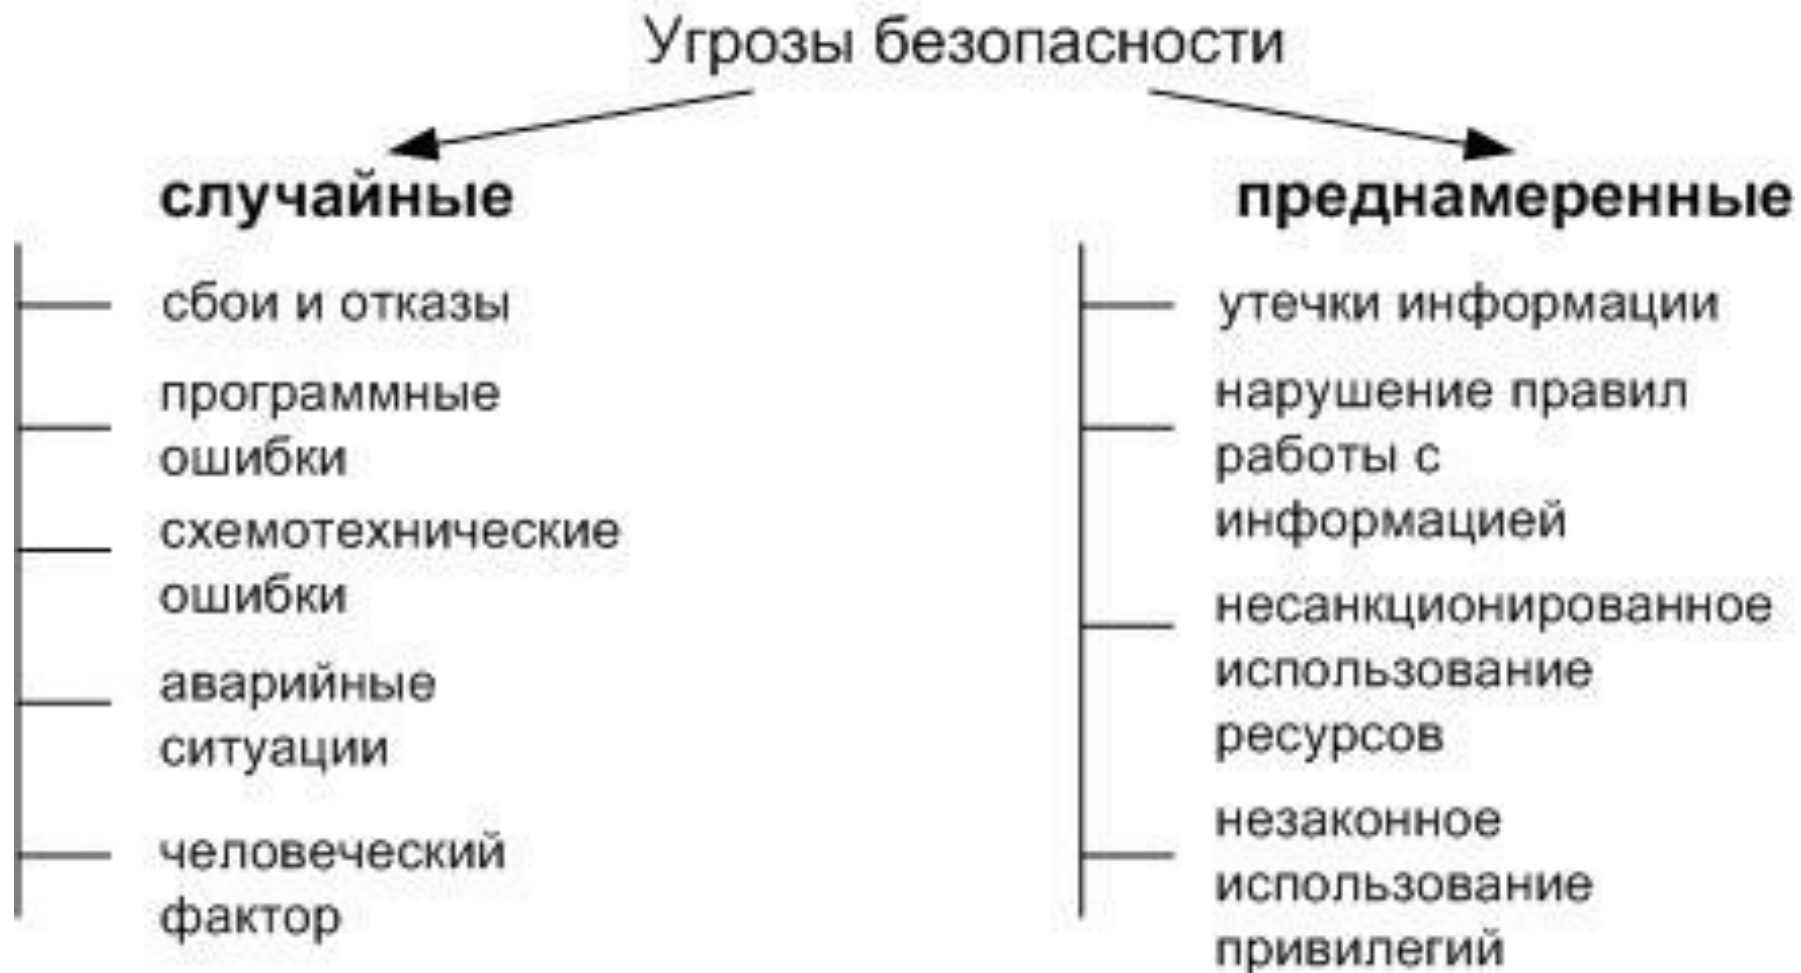 Угрозы безопасности
случайные
сбои и отказы
программные
ошибки
схемотехнические
ошибки
аварийные
ситуации
человеческий
фактор
преднамеренные
утечки информации
нарушение правил
работы с
информацией
несанкционированное
использование
ресурсов
незаконное
использование
привилегий